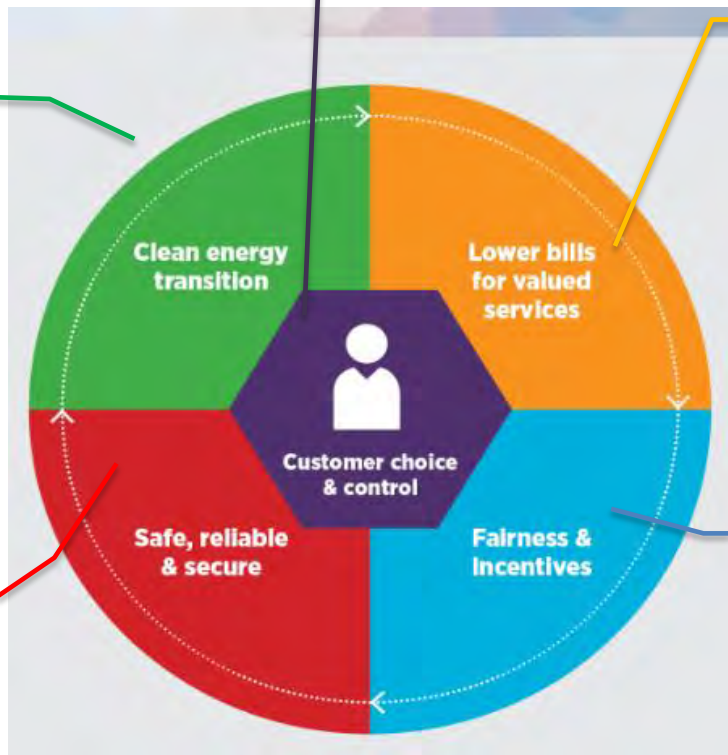 Clean energy
transition
Lower bills
for valued
services
Customer choice
& control
Safe, reliable
& secure
Fairness &
Incentives